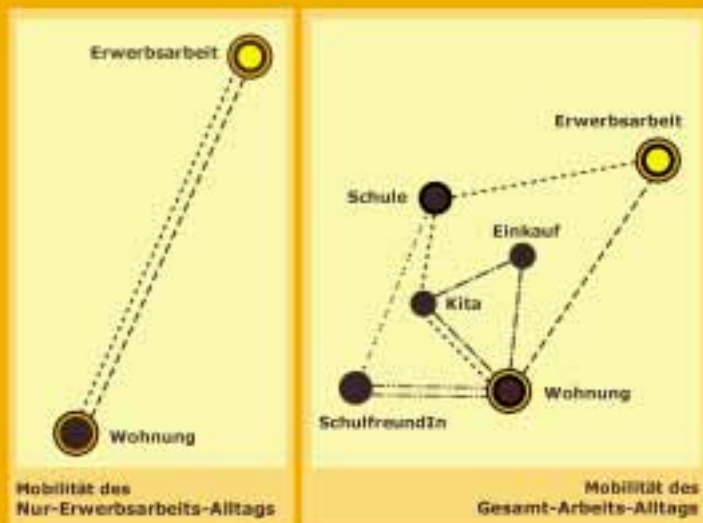 Erwerbsarbeit
Wohnung
Mobilität des
Nur-Erwerbsarbeits-Alltags
Erwerbsarbeit
Schule
Einkauf
Kita
Wohnung
SchulfreundIn
Mobilität des
Gesamt-Arbeits-Alltags